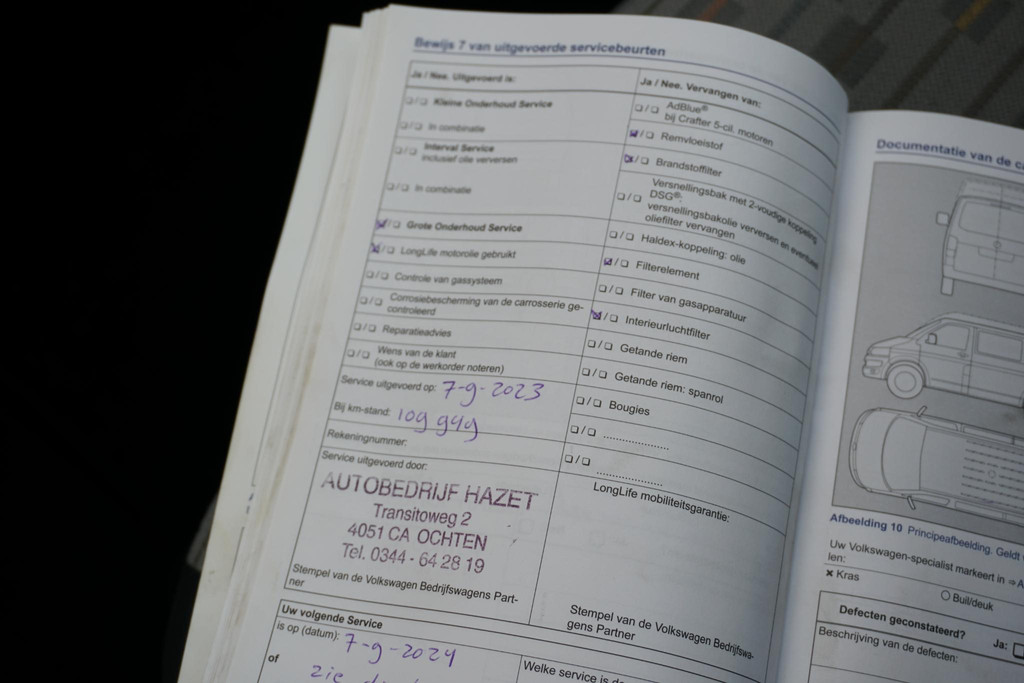 Bewijs 7 van uitgevoerde servicebeurten
Ja / Nee. Uitgevoerd is:
❑/❑ Kleine Onderhoud Service
❑/❑ In combinatie
❑/❑ Interval Service
inclusief olie verversen
❑/❑ In combinatie
☒/❑ Grote Onderhoud Service
☒/❑ LongLife motorolie gebruikt
❑/❑ Controle van gassysteem
❑/❑ Corrosiebescherming van de carrosserie ge-
controleerd
❑/❑ Reparatieadvies
❑/❑ Wens van de klant
(ook op de werkorder noteren)
Service uitgevoerd op: 7-9-2023
Bij km-stand: 109 949
Rekeningnummer:
Service uitgevoerd door:
AUTOBEDRIJF HAZET
Transitoweg 2
4051 CA OCHTEN
Tel. 0344 - 64 28 19
Stempel van de Volkswagen Bedrijfswagens Part-
ner
Ja / Nee. Vervangen van:
❑/❑ AdBlue®
bij Crafter 5-cil. motoren
☒/❑ Remvloeistof
☒/❑ Brandstoffilter
Versnellingsbak met 2-voudige koppeling
❑/❑ DSG®:
versnellingsbakolie verversen en eventueel
oliefilter vervangen
❑/❑ Haldex-koppeling: olie
☒/❑ Filterelement
❑/❑ Filter van gasapparatuur
☒/❑ Interieurluchtfilter
❑/❑ Getande riem
❑/❑ Getande riem: spanrol
❑/❑ Bougies
❑/❑ ....................
❑/❑ ....................
LongLife mobiliteitsgarantie:
Stempel van de Volkswagen Bedrijfswa-
gens Partner
Uw volgende Service
is op (datum): 7-9-2024
of zie
Welke service is de
Documentatie van de
Afbeelding 10 Principeafbeelding. Geldt
Uw Volkswagen-specialist markeert in ⇒
len:
× Kras
○ Buil/deuk
Defecten geconstateerd?
Ja: ❑
Beschrijving van de defecten: